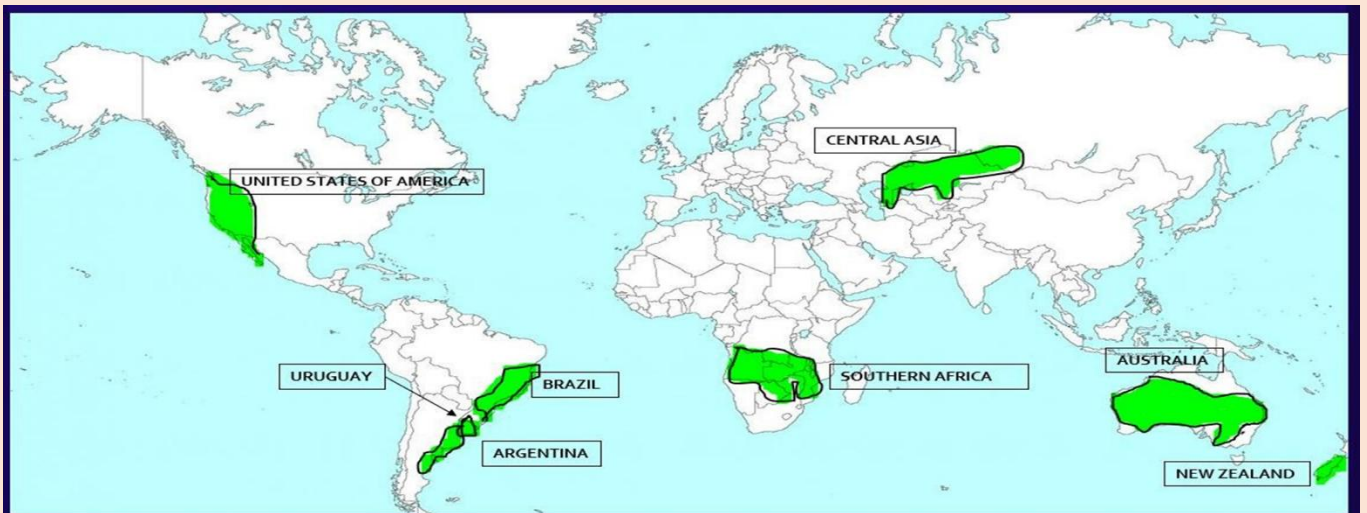 CENTRAL ASIA
UNITED STATES OF AMERICA
AUSTRALIA
URUGUAY
BRAZIL
SOUTHERN AFRICA
ARGENTINA
NEW ZEALAND